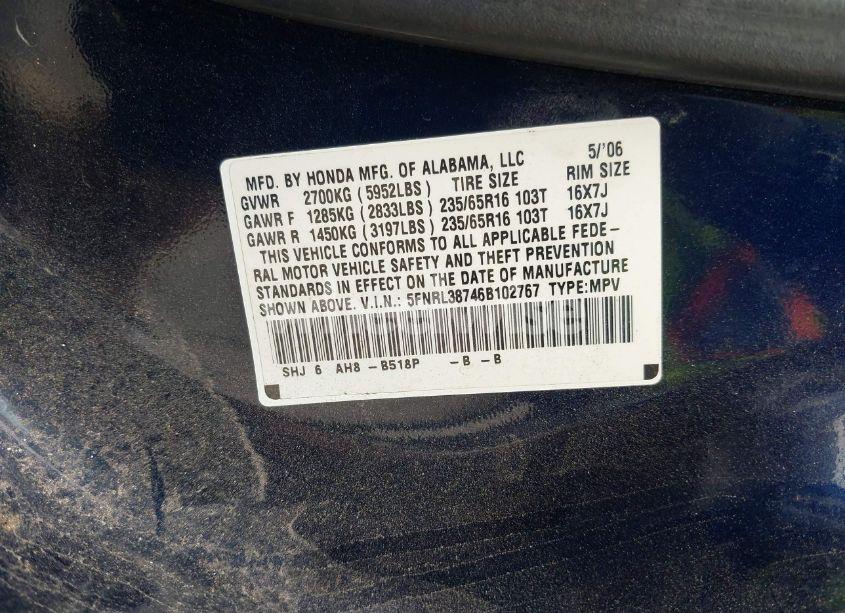 MFD. BY HONDA MFG. OF ALABAMA, LLC 5/'06
GVWR 2700KG (5952LBS) TIRE SIZE RIM SIZE
GAWR F 1285KG (2833LBS) 235/65R16 103T 16X7J
GAWR R 1450KG (3197LBS) 235/65R16 103T 16X7J
THIS VEHICLE CONFORMS TO ALL APPLICABLE FEDE-
RAL MOTOR VEHICLE SAFETY AND THEFT PREVENTION
STANDARDS IN EFFECT ON THE DATE OF MANUFACTURE
SHOWN ABOVE. V.I.N.: 5FNRL38746B102767 TYPE:MPV
SHJ 6 AH8 -B518P -B -B